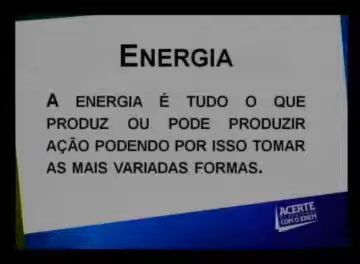 ENERGIA
A ENERGIA É TUDO O QUE
PRODUZ OU PODE PRODUZIR
AÇÃO PODENDO POR ISSO TOMAR
AS MAIS VARIADAS FORMAS.
ACERTE
COM O ENEM